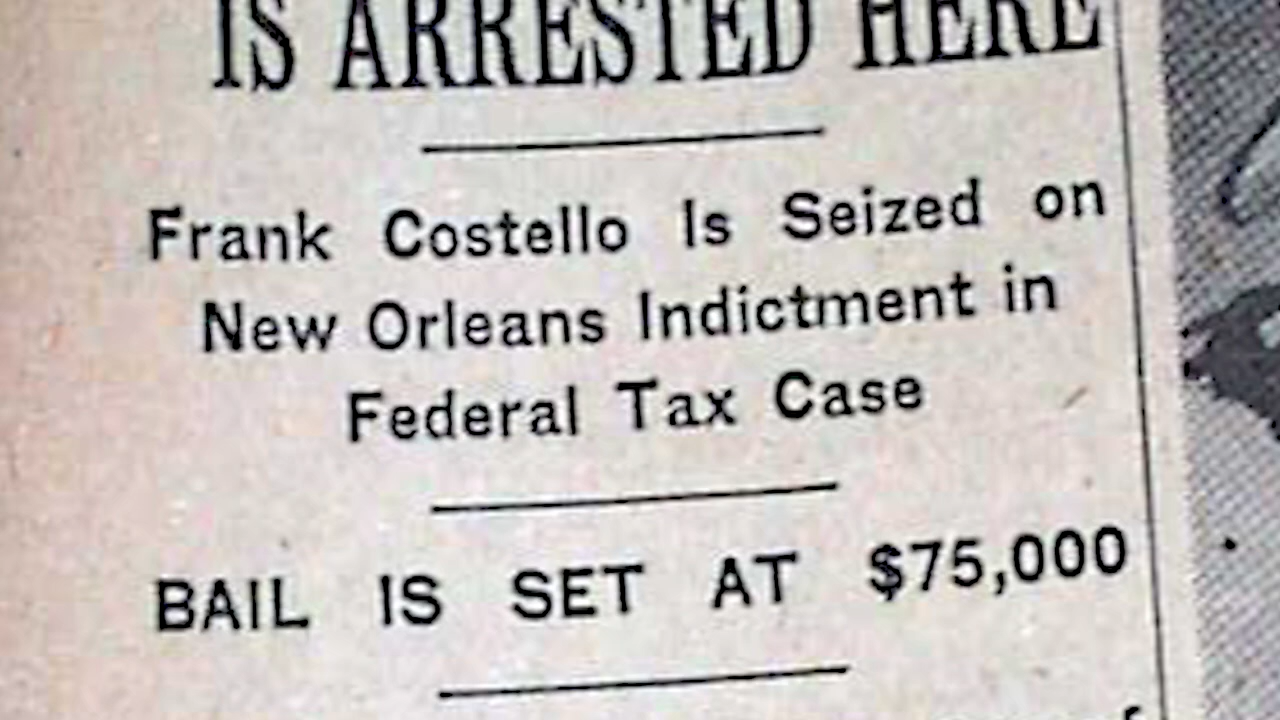 IS ARRESTED HERE
Frank Costello Is Seized on
New Orleans Indictment in
Federal Tax Case
BAIL IS SET AT $75,000